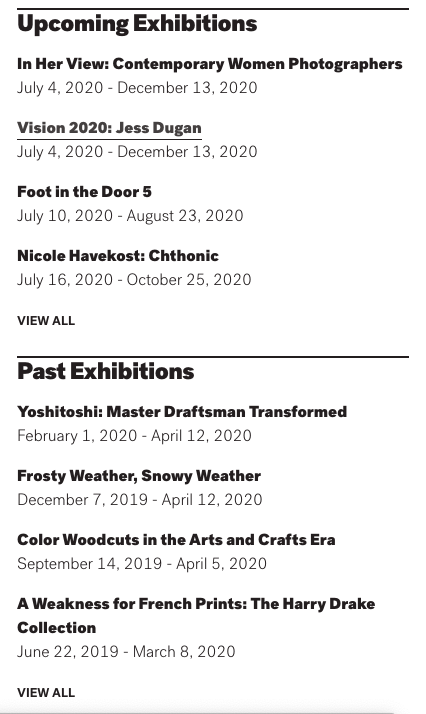 Upcoming Exhibitions
In Her View: Contemporary Women Photographers
July 4, 2020 - December 13, 2020
Vision 2020: Jess Dugan
July 4, 2020 - December 13, 2020
Foot in the Door 5
July 10, 2020 - August 23, 2020
Nicole Havekost: Chthonic
July 16, 2020 - October 25, 2020
VIEW ALL
Past Exhibitions
Yoshitoshi: Master Draftsman Transformed
February 1, 2020 - April 12, 2020
Frosty Weather, Snowy Weather
December 7, 2019 - April 12, 2020
Color Woodcuts in the Arts and Crafts Era
September 14, 2019 - April 5, 2020
A Weakness for French Prints: The Harry Drake
Collection
June 22, 2019 - March 8, 2020
VIEW ALL